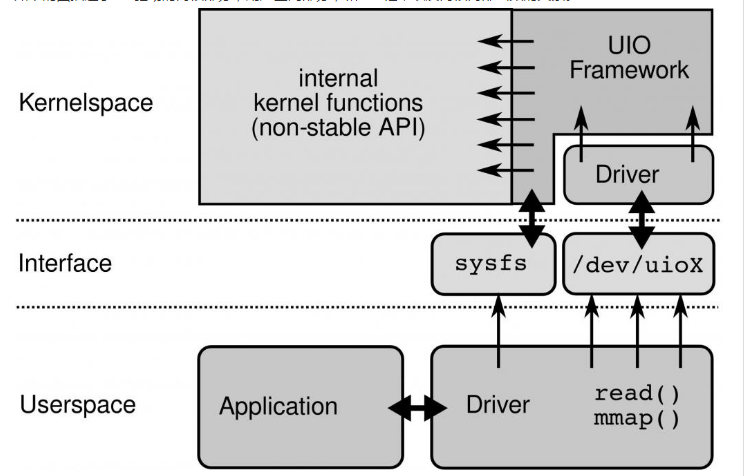 Kernelspace
internal
kernel functions
(non-stable API)
UIO
Framework
Driver
Interface
sysfs
/dev/uioX
Userspace
Application
Driver
read()
mmap()